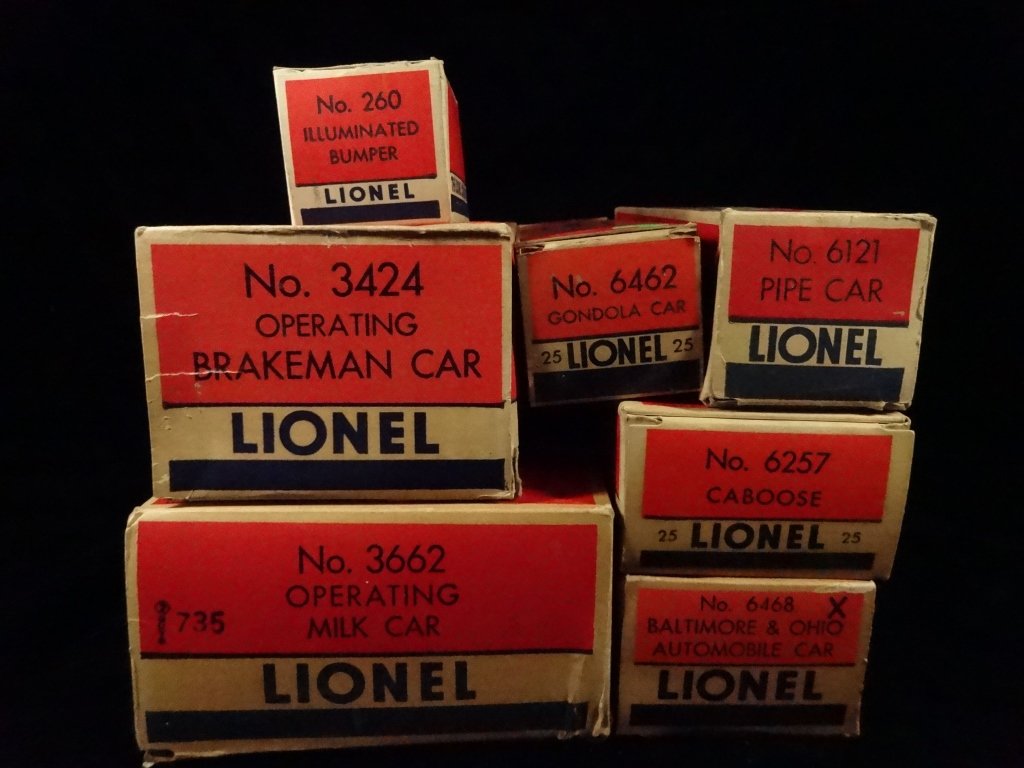 No. 260
ILLUMINATED
BUMPER
LIONEL
No. 3424
OPERATING
BRAKEMAN CAR
LIONEL
No. 6462
GONDOLA CAR
25 LIONEL 25
No. 6121
PIPE CAR
LIONEL
No. 6257
CABOOSE
25 LIONEL 25
No. 3662
OPERATING
735 MILK CAR
LIONEL
No. 6468 X
BALTIMORE & OHIO
AUTOMOBILE CAR
LIONEL